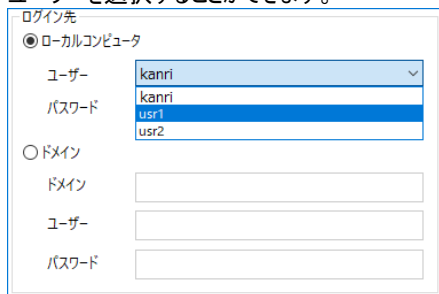 ユーザーを選択することができます。
ログイン先
ローカルコンピュータ
ユーザー kanri
kanri
パスワード
usr1
usr2
ドメイン
ドメイン
ユーザー
パスワード